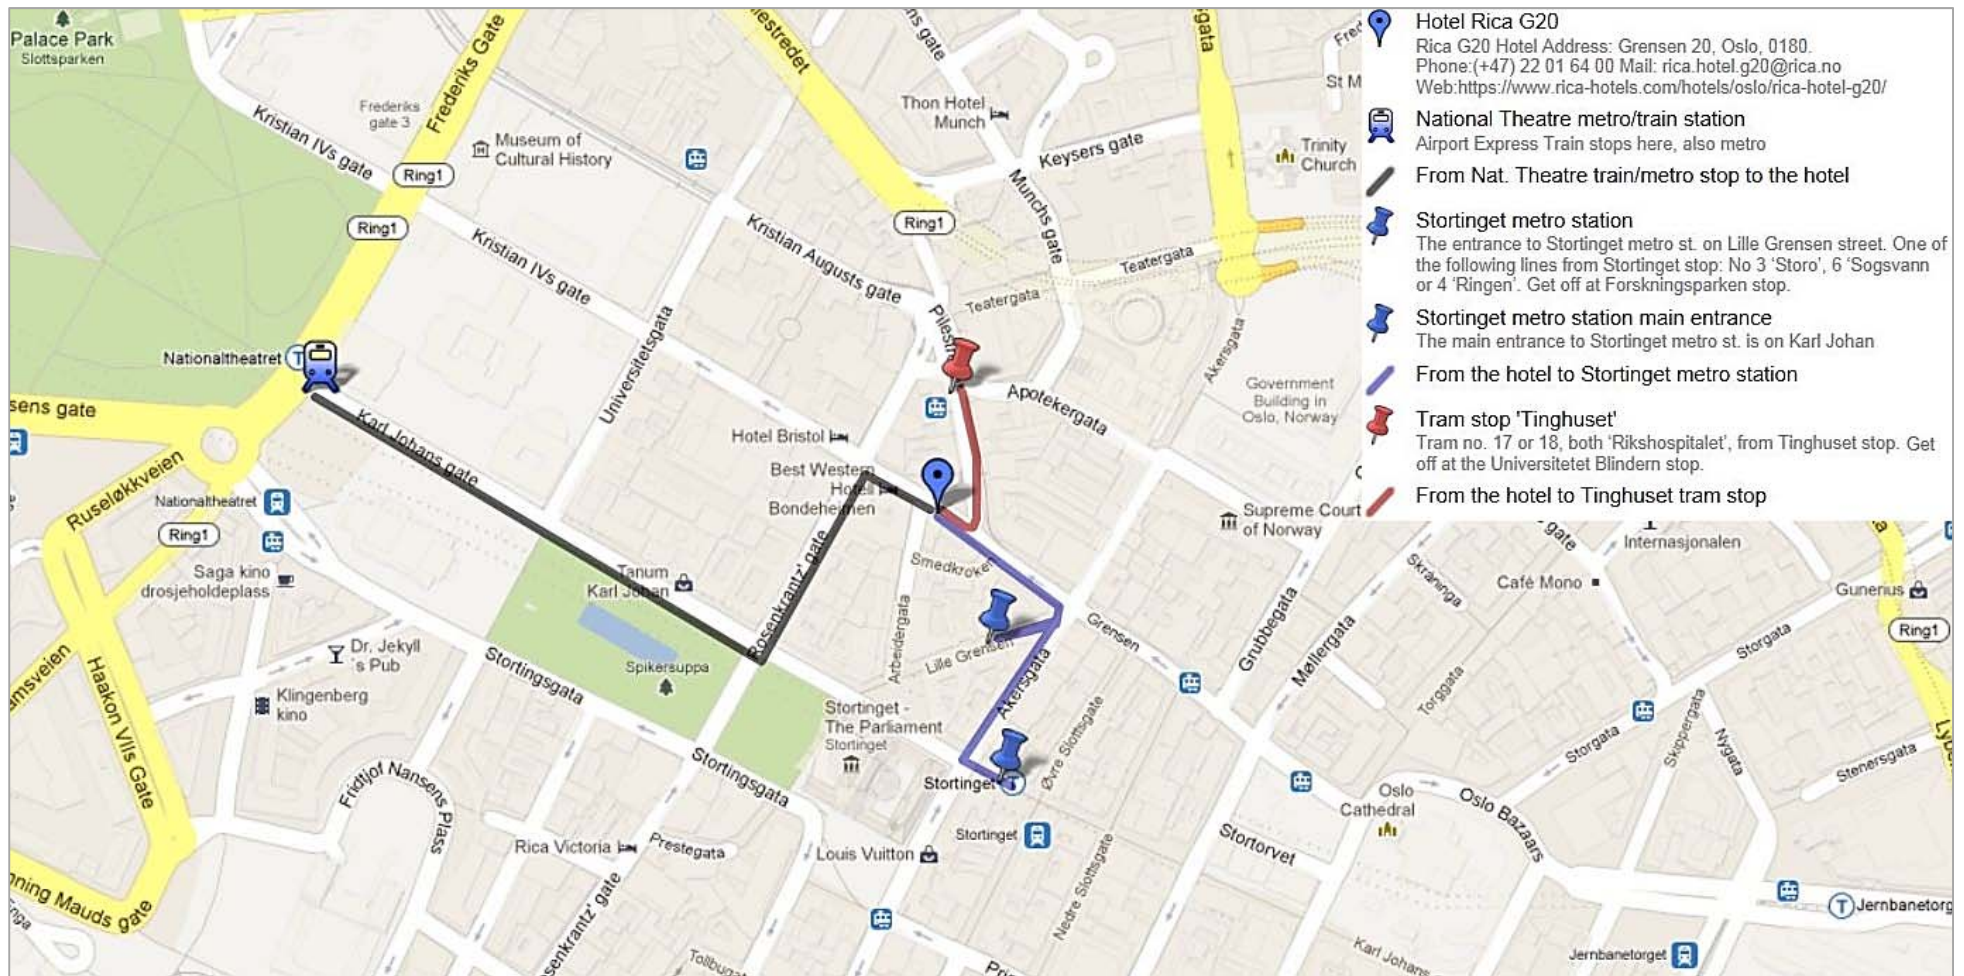 Palace Park
Slottsparken
Kristian IVs gate
Frederiks
gate 3
Frederiks Gate
Ring1
Ring1
Museum of
Cultural History
Kristian IVs gate
Universitetsgata
Kristian Augusts gate
Thon Hotel
Munch
Keysers gate
Munchs gate
Ring1
Teatergata
Teatergata
Trinity
Church
Akersgata
Government
Building in
Oslo, Norway
Apotekergata
Nationaltheatret
Karl Johans gate
Hotel Bristol
Best Western
Hotell
Bondeheimen
Ruseløkkveien
Nationaltheatret
Ring1
Saga kino
drosjeholdeplass
Dr. Jekyll
's Pub
Klingenberg
kino
Haakon VIIs Gate
Tanum
Karl Johan
Rosenkrantz' gate
Spikersuppa
Stortingsgata
Stortingsgata
Smedkroken
Arbeidergata
Lille Grensen
Akersgata
Grensen
Stortinget -
The Parliament
Stortinget
Stortinget
Øvre Slottsgate
Stortinget
Nedre Slottsgate
Fridtjof Nansens Plass
Rica Victoria
Prestegata
Louis Vuitton
Supreme Court
of Norway
Grubbegata
Møllergata
Skråninga
Café Mono
Internasjonalen
Gunerius
Ring1
Storgata
Torggata
Storgata
Skippergata
Nygata
Stenersgata
Oslo
Cathedral
Oslo Bazaars
Stortorvet
Jernbanetorg
Jernbanetorget
Karl Johans
Hotel Rica G20
Rica G20 Hotel Address: Grensen 20, Oslo, 0180.
Phone:(+47) 22 01 64 00 Mail: rica.hotel.g20@rica.no
Web:https://www.rica-hotels.com/hotels/oslo/rica-hotel-g20/
National Theatre metro/train station
Airport Express Train stops here, also metro
From Nat. Theatre train/metro stop to the hotel
Stortinget metro station
The entrance to Stortinget metro st. on Lille Grensen street. One of
the following lines from Stortinget stop: No 3 ‘Storo’, 6 ‘Sogsvann
or 4 ‘Ringen’. Get off at Forskningsparken stop.
Stortinget metro station main entrance
The main entrance to Stortinget metro st. is on Karl Johan
From the hotel to Stortinget metro station
Tram stop 'Tinghuset'
Tram no. 17 or 18, both ‘Rikshospitalet’, from Tinghuset stop. Get
off at the Universitetet Blindern stop.
From the hotel to Tinghuset tram stop